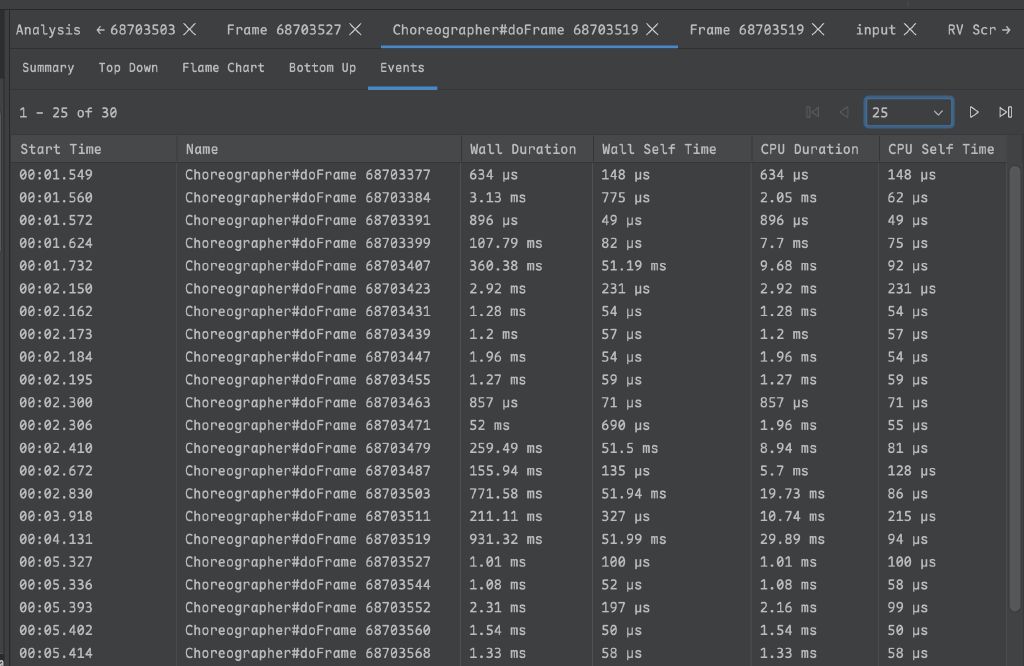 Analysis ← 68703503 Frame 68703527 Choreographer#doFrame 68703519 Frame 68703519 input RV Scr →
Summary Top Down Flame Chart Bottom Up Events
1 - 25 of 30 25
Start Time Name Wall Duration Wall Self Time CPU Duration CPU Self Time
00:01.549 Choreographer#doFrame 68703377 634 μs 148 μs 634 μs 148 μs
00:01.560 Choreographer#doFrame 68703384 3.13 ms 775 μs 2.05 ms 62 μs
00:01.572 Choreographer#doFrame 68703391 896 μs 49 μs 896 μs 49 μs
00:01.624 Choreographer#doFrame 68703399 107.79 ms 82 μs 7.7 ms 75 μs
00:01.732 Choreographer#doFrame 68703407 360.38 ms 51.19 ms 9.68 ms 92 μs
00:02.150 Choreographer#doFrame 68703423 2.92 ms 231 μs 2.92 ms 231 μs
00:02.162 Choreographer#doFrame 68703431 1.28 ms 54 μs 1.28 ms 54 μs
00:02.173 Choreographer#doFrame 68703439 1.2 ms 57 μs 1.2 ms 57 μs
00:02.184 Choreographer#doFrame 68703447 1.96 ms 54 μs 1.96 ms 54 μs
00:02.195 Choreographer#doFrame 68703455 1.27 ms 59 μs 1.27 ms 59 μs
00:02.300 Choreographer#doFrame 68703463 857 μs 71 μs 857 μs 71 μs
00:02.306 Choreographer#doFrame 68703471 52 ms 690 μs 1.96 ms 55 μs
00:02.410 Choreographer#doFrame 68703479 259.49 ms 51.5 ms 8.94 ms 81 μs
00:02.672 Choreographer#doFrame 68703487 155.94 ms 135 μs 5.7 ms 128 μs
00:02.830 Choreographer#doFrame 68703503 771.58 ms 51.94 ms 19.73 ms 86 μs
00:03.918 Choreographer#doFrame 68703511 211.11 ms 327 μs 10.74 ms 215 μs
00:04.131 Choreographer#doFrame 68703519 931.32 ms 51.99 ms 29.89 ms 94 μs
00:05.327 Choreographer#doFrame 68703527 1.01 ms 100 μs 1.01 ms 100 μs
00:05.336 Choreographer#doFrame 68703544 1.08 ms 52 μs 1.08 ms 58 μs
00:05.393 Choreographer#doFrame 68703552 2.31 ms 197 μs 2.16 ms 99 μs
00:05.402 Choreographer#doFrame 68703560 1.54 ms 50 μs 1.54 ms 50 μs
00:05.414 Choreographer#doFrame 68703568 1.33 ms 58 μs 1.33 ms 58 μs